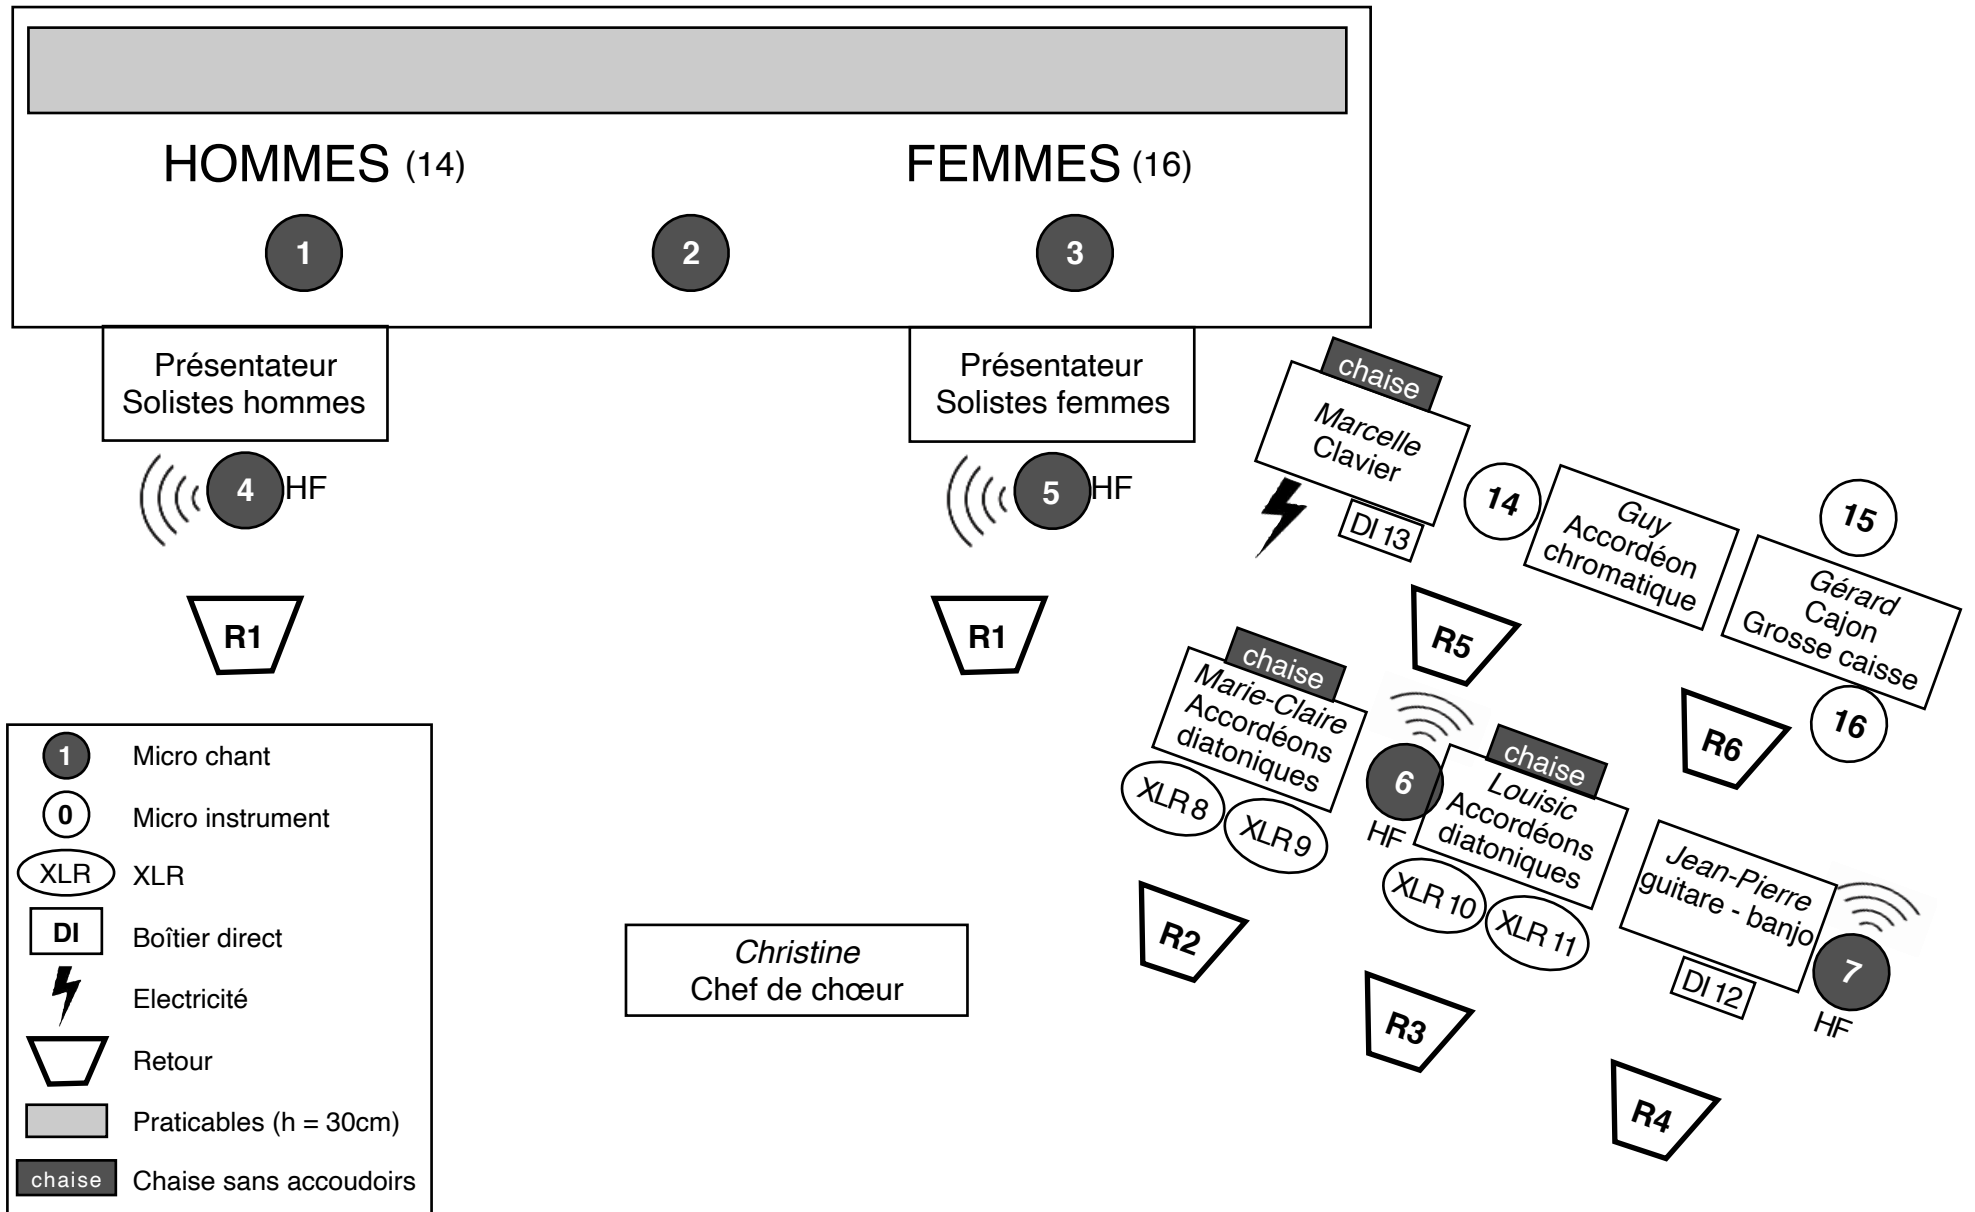 HOMMES (14)
FEMMES (16)
1
2
3
Présentateur
Solistes hommes
Présentateur
Solistes femmes
4
HF
5
HF
R1
R1
chaise
Marcelle
Clavier
DI 13
14
Guy
Accordéon
chromatique
15
Gérard
Cajon
Grosse caisse
16
R5
R6
chaise
Marie-Claire
Accordéons
diatoniques
XLR 8
XLR 9
6
HF
chaise
Louisic
Accordéons
diatoniques
XLR 10
XLR 11
Jean-Pierre
guitare - banjo
DI 12
7
HF
R2
R3
R4
Christine
Chef de chœur
1 Micro chant
0 Micro instrument
XLR XLR
DI Boîtier direct
Electricité
Retour
Praticables (h = 30cm)
chaise Chaise sans accoudoirs